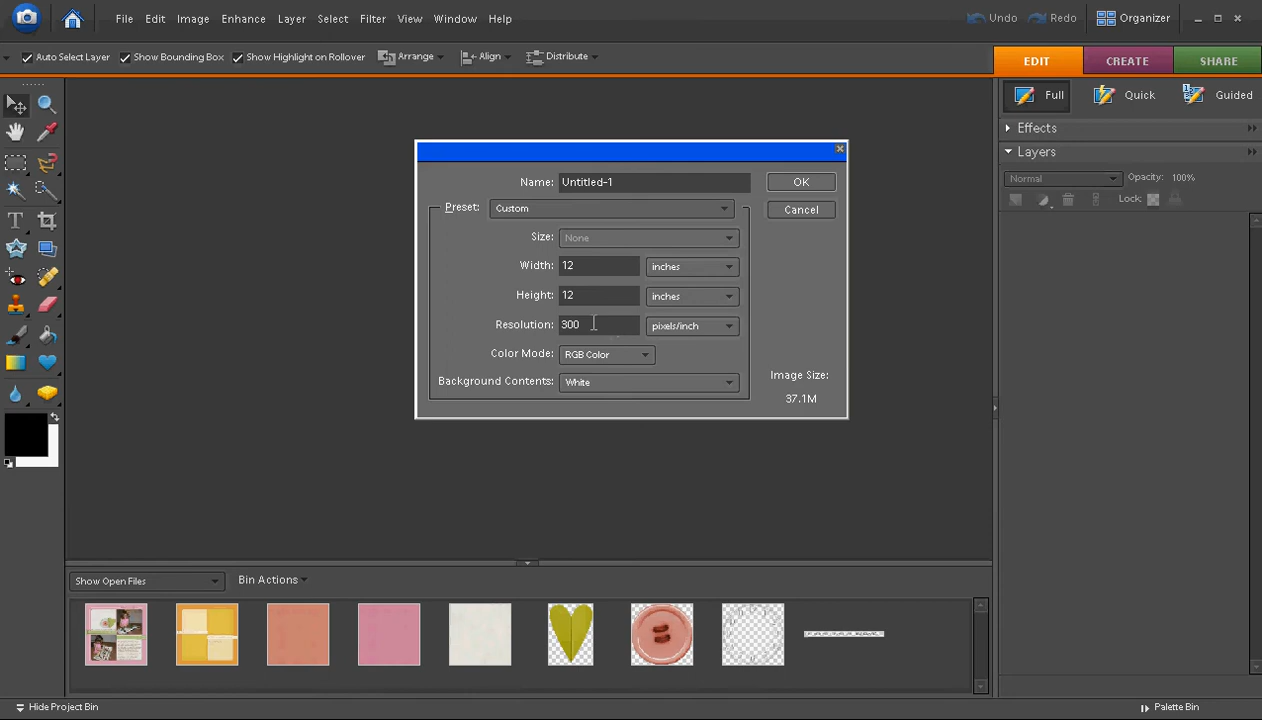 File Edit Image Enhance Layer Select Filter View Window Help Undo Redo Organizer
Auto Select Layer Show Bounding Box Show Highlight on Rollover Arrange Align Distribute EDIT CREATE SHARE
Full Quick Guided
Effects
Layers
Normal Opacity: 100%
Lock:
Name: Untitled-1 OK
Preset: Custom Cancel
Size: None
Width: 12 inches
Height: 12 inches
Resolution: 300 pixels/inch
Color Mode: RGB Color
Background Contents: White
Image Size:
37.1M
Show Open Files Bin Actions
Hide Project Bin Palette Bin